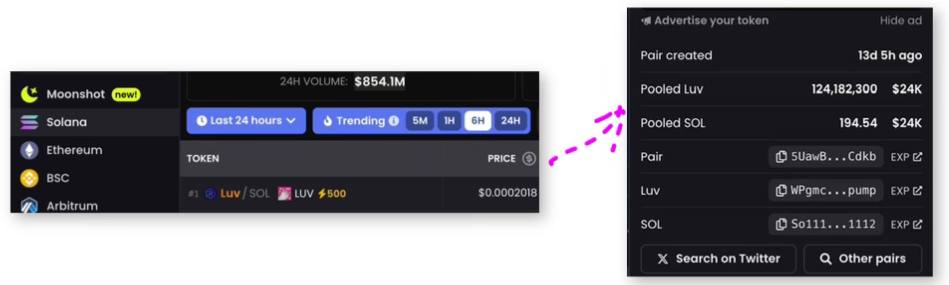 24H VOLUME: $854.1M
Moonshot new!
Solana
Ethereum
BSC
Arbitrum
Last 24 hours Trending 5M 1H 6H 24H
TOKEN PRICE
#1 Luv / SOL LUV 500 $0.0002018
Advertise your token Hide ad
Pair created 13d 5h ago
Pooled Luv 124,182,300 $24K
Pooled SOL 194.54 $24K
Pair 5UawB...Cdkb EXP
Luv WPgmc...pump EXP
SOL So111...1112 EXP
Search on Twitter Other pairs